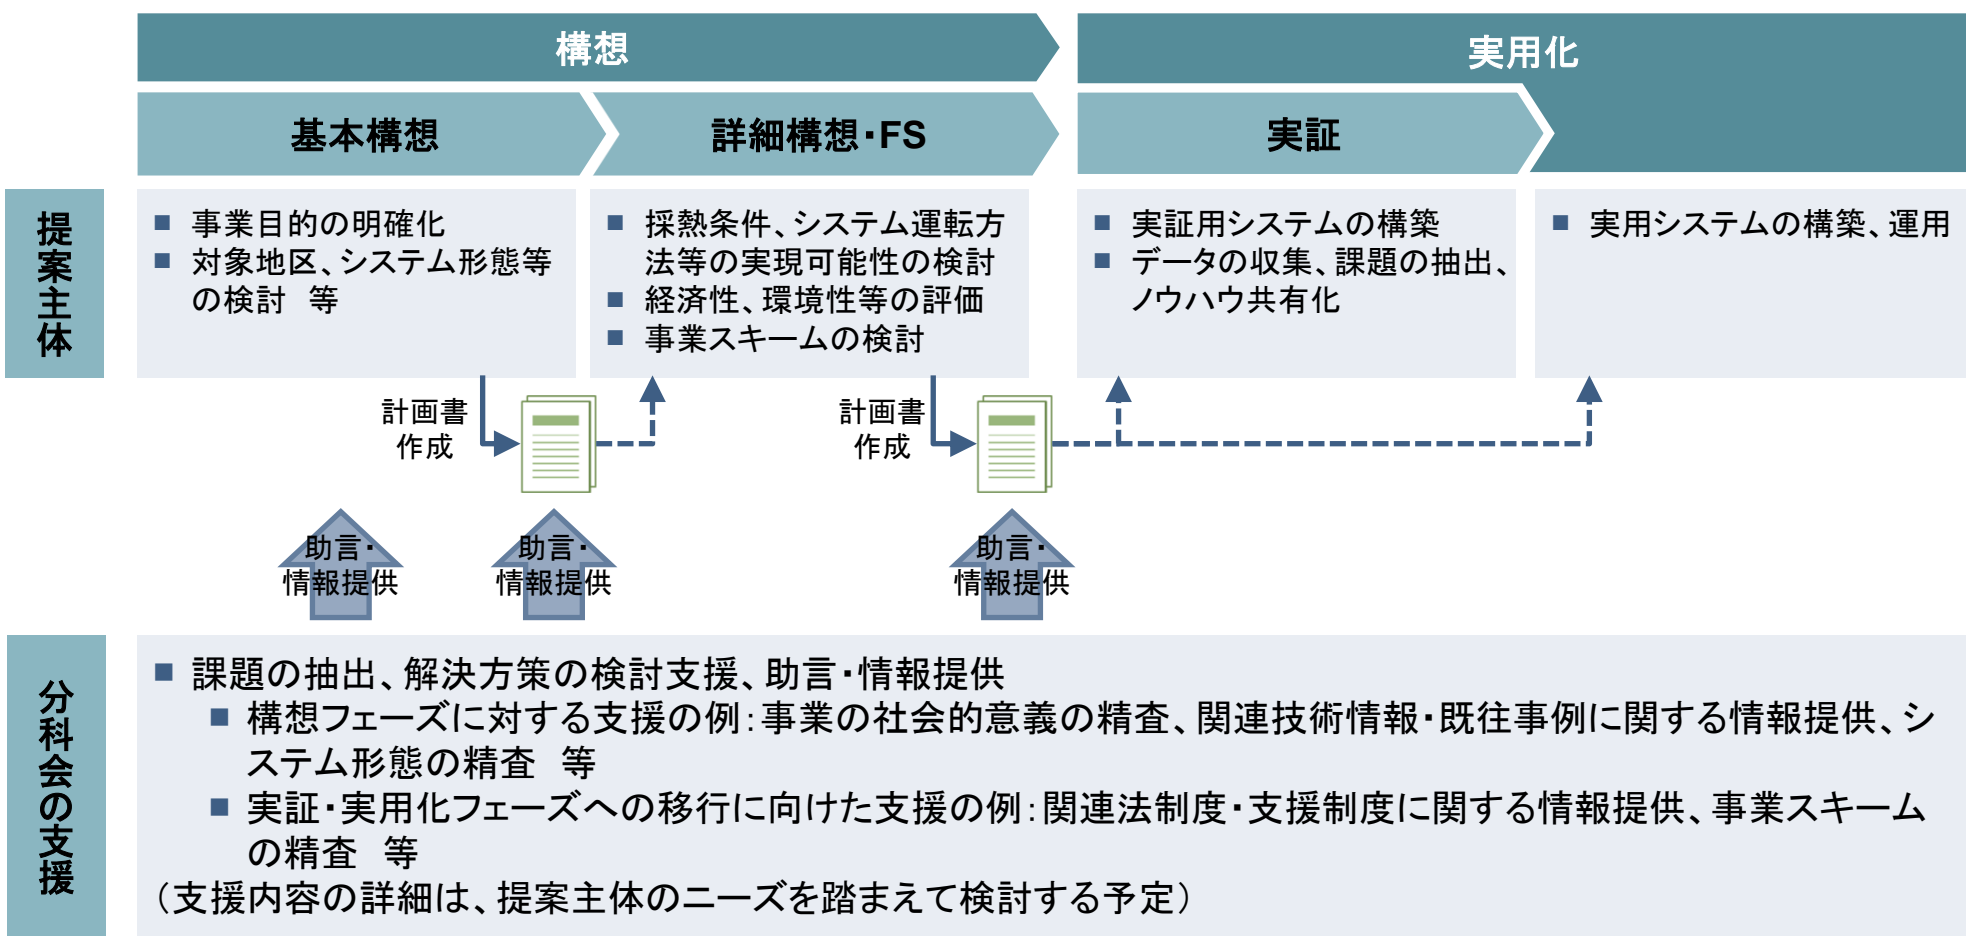 構想
実用化
基本構想
詳細構想・FS
実証
提案主体
■ 事業目的の明確化
■ 対象地区、システム形態等
の検討　等
■ 採熱条件、システム運転方
法等の実現可能性の検討
■ 経済性、環境性等の評価
■ 事業スキームの検討
■ 実証用システムの構築
■ データの収集、課題の抽出、
ノウハウ共有化
■ 実用システムの構築、運用
計画書
作成
計画書
作成
助言・
情報提供
助言・
情報提供
助言・
情報提供
分科会の支援
■ 課題の抽出、解決方策の検討支援、助言・情報提供
■ 構想フェーズに対する支援の例：事業の社会的意義の精査、関連技術情報・既往事例に関する情報提供、シ
ステム形態の精査　等
■ 実証・実用化フェーズへの移行に向けた支援の例：関連法制度・支援制度に関する情報提供、事業スキーム
の精査　等
（支援内容の詳細は、提案主体のニーズを踏まえて検討する予定）